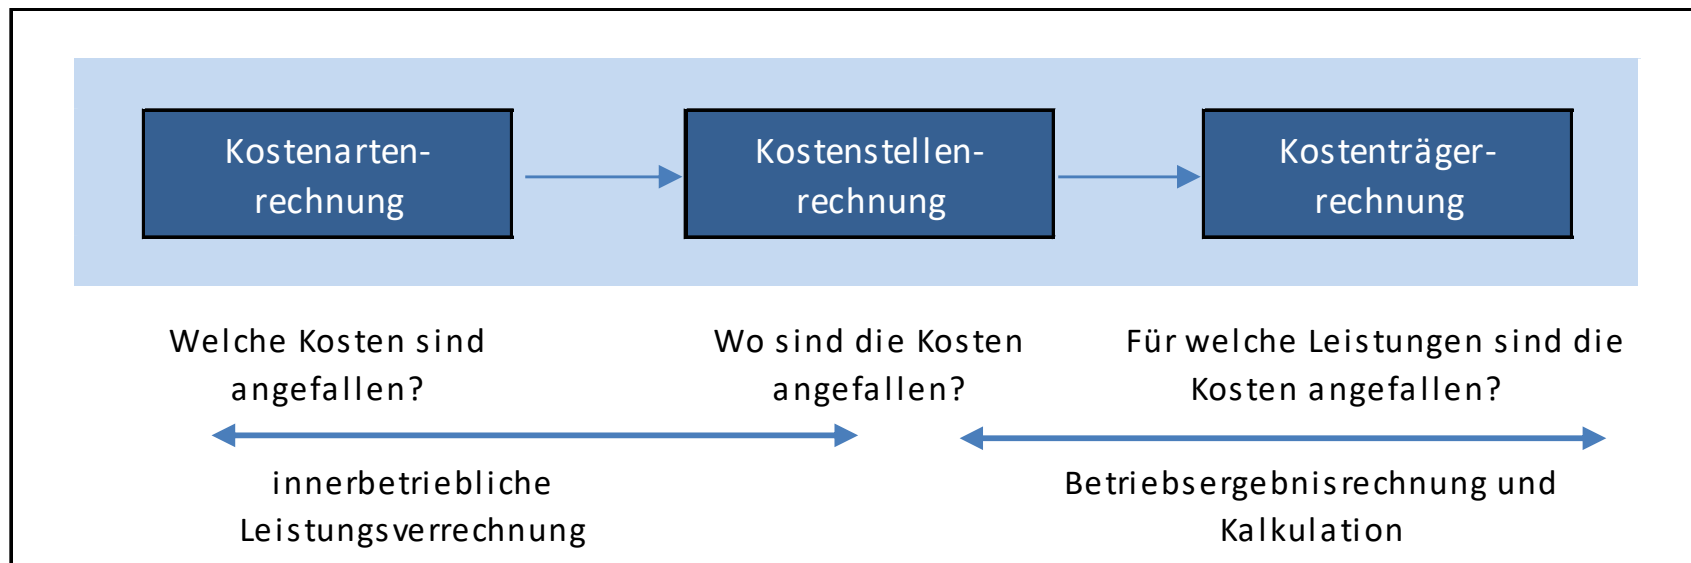 Kostenarten-
rechnung
Kostenstellen-
rechnung
Kostenträger-
rechnung
Welche Kosten sind
angefallen?
Wo sind die Kosten
angefallen?
Für welche Leistungen sind die
Kosten angefallen?
innerbetriebliche
Leistungsverrechnung
Betriebsergebnisrechnung und
Kalkulation